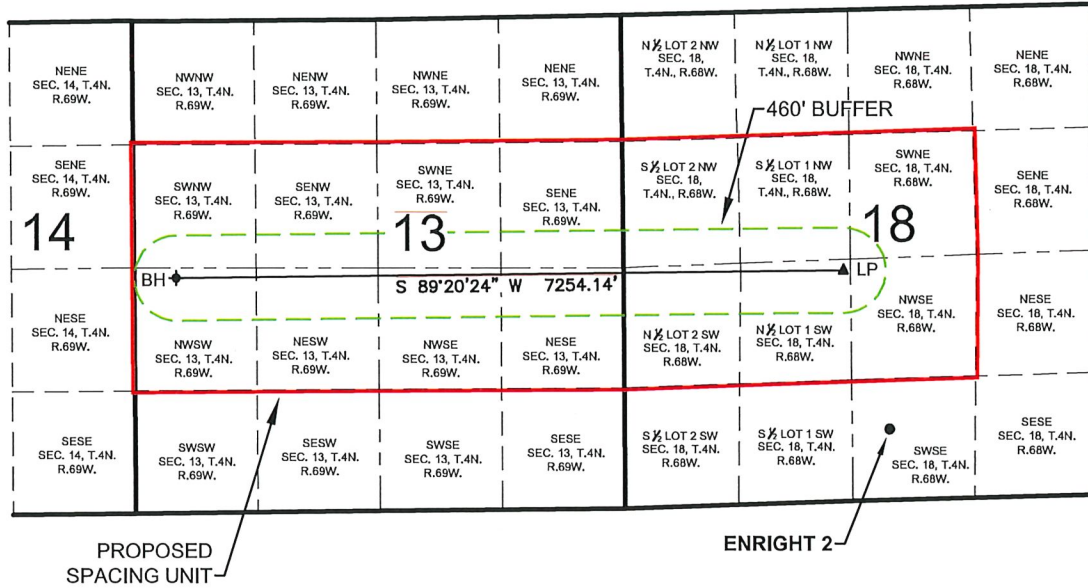 NENE
SEC. 14, T.4N.
R.69W.
NWNW
SEC. 13, T.4N.
R.69W.
NENW
SEC. 13, T.4N.
R.69W.
NWNE
SEC. 13, T.4N.
R.69W.
NENE
SEC. 13, T.4N.
R.69W.
N ½ LOT 2 NW
SEC. 18,
T.4N., R.68W.
N ½ LOT 1 NW
SEC. 18,
T.4N., R.68W.
NWNE
SEC. 18, T.4N.
R.68W.
NENE
SEC. 18, T.4N.
R.68W.
460' BUFFER
SENE
SEC. 14, T.4N.
R.69W.
SWNW
SEC. 13, T.4N.
R.69W.
SENW
SEC. 13, T.4N.
R.69W.
SWNE
SEC. 13, T.4N.
R.69W.
SENE
SEC. 13, T.4N.
R.69W.
S ½ LOT 2 NW
SEC. 18,
T.4N., R.68W.
S ½ LOT 1 NW
SEC. 18,
T.4N., R.68W.
SWNE
SEC. 18, T.4N.
R.68W.
SENE
SEC. 18, T.4N.
R.68W.
14
13
18
BH
S 89°20'24" W 7254.14'
LP
NESE
SEC. 14, T.4N.
R.69W.
NWSW
SEC. 13, T.4N.
R.69W.
NESW
SEC. 13, T.4N.
R.69W.
NWSE
SEC. 13, T.4N.
R.69W.
NESE
SEC. 13, T.4N.
R.69W.
N ½ LOT 2 SW
SEC. 18, T.4N.
R.68W.
N ½ LOT 1 SW
SEC. 18, T.4N.
R.68W.
NWSE
SEC. 18, T.4N.
R.68W.
NESE
SEC. 18, T.4N.
R.68W.
SESE
SEC. 14, T.4N.
R.69W.
SWSW
SEC. 13, T.4N.
R.69W.
SESW
SEC. 13, T.4N.
R.69W.
SWSE
SEC. 13, T.4N.
R.69W.
SESE
SEC. 13, T.4N.
R.69W.
S ½ LOT 2 SW
SEC. 18, T.4N.
R.68W.
S ½ LOT 1 SW
SEC. 18, T.4N.
R.68W.
SWSE
SEC. 18, T.4N.
R.68W.
SESE
SEC. 18, T.4N.
R.68W.
PROPOSED
SPACING UNIT
ENRIGHT 2